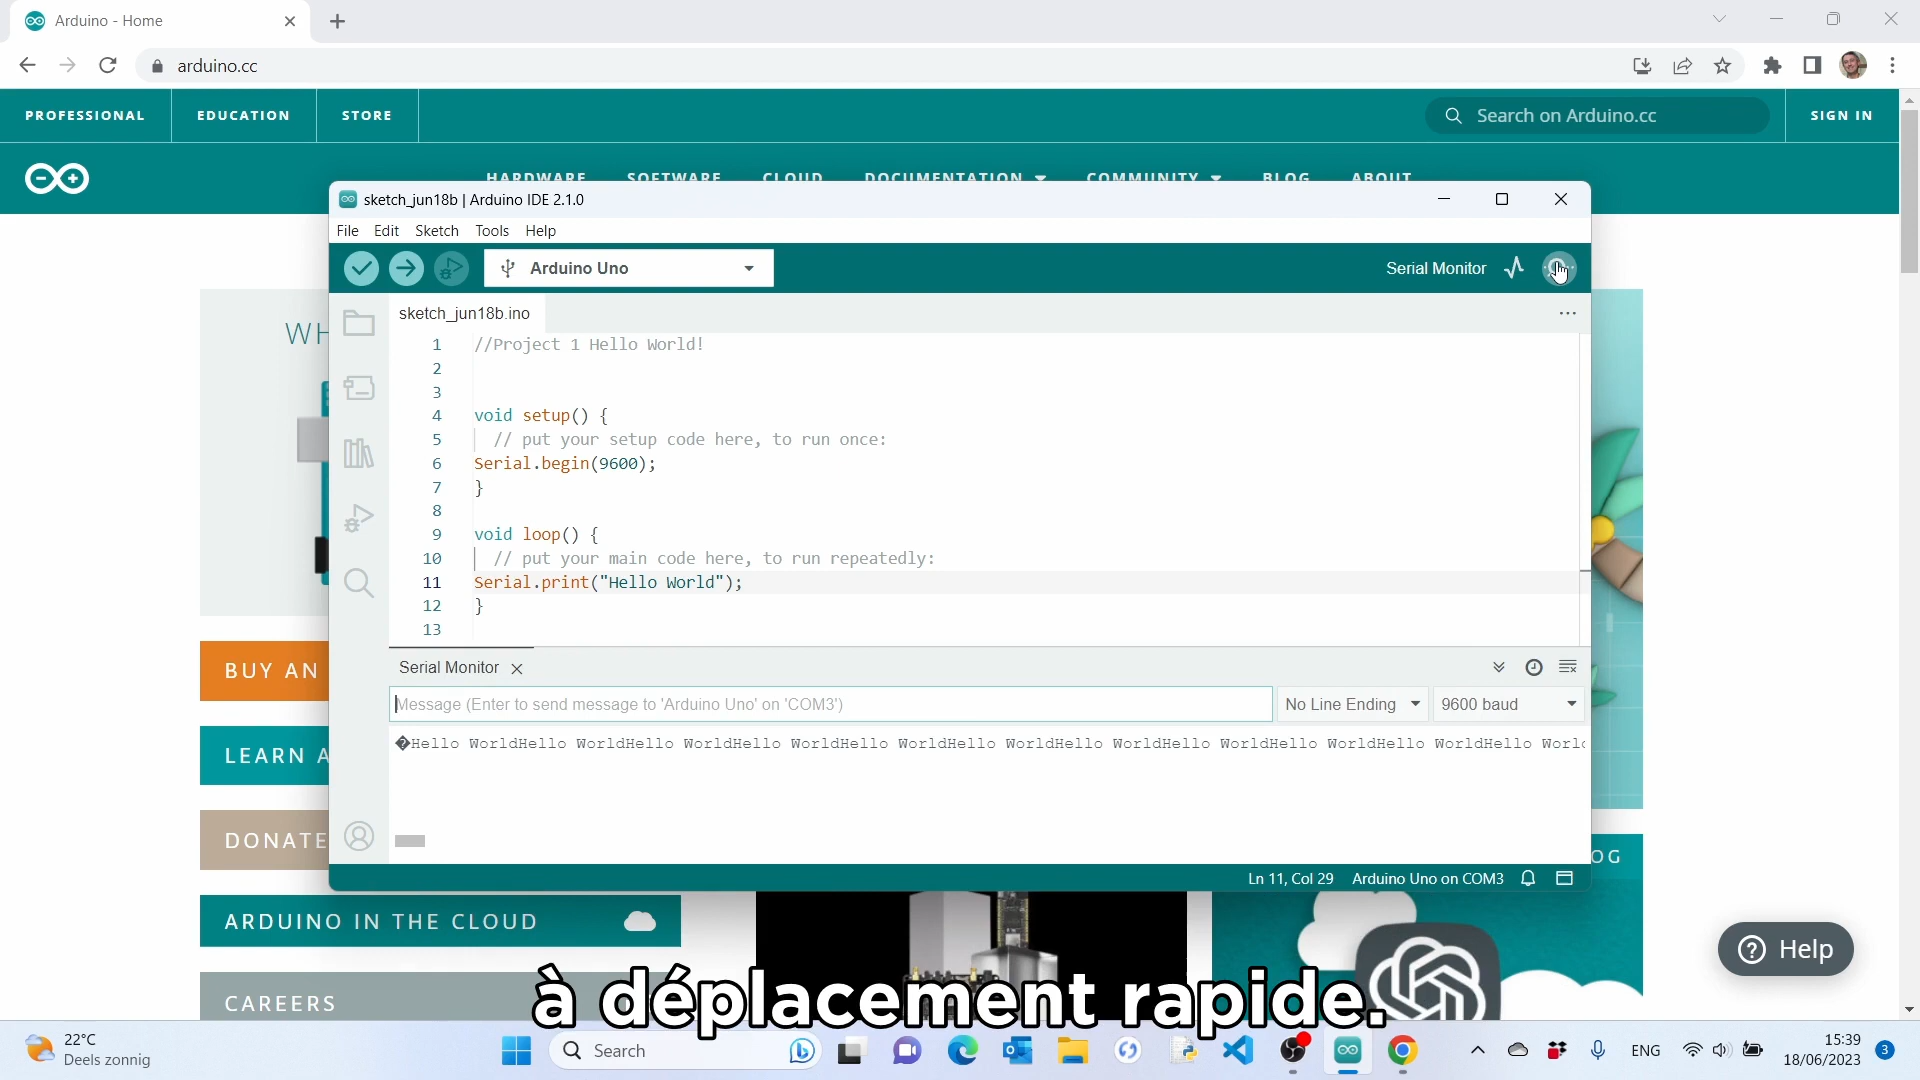 Arduino - Home
arduino.cc
PROFESSIONAL
EDUCATION
STORE
Search on Arduino.cc
SIGN IN
HARDWARE SOFTWARE CLOUD DOCUMENTATION COMMUNITY BLOG ABOUT
sketch_jun18b | Arduino IDE 2.1.0
File Edit Sketch Tools Help
Arduino Uno
Serial Monitor
sketch_jun18b.ino
WH
1 //Project 1 Hello World!
2
3
4 void setup() {
5 // put your setup code here, to run once:
6 Serial.begin(9600);
7 }
8
9 void loop() {
10 // put your main code here, to run repeatedly:
11 Serial.print("Hello World");
12 }
13
Serial Monitor
Message (Enter to send message to 'Arduino Uno' on 'COM3')
No Line Ending
9600 baud
�Hello WorldHello WorldHello WorldHello WorldHello WorldHello WorldHello WorldHello WorldHello WorldHello WorldHello World
Ln 11, Col 29 Arduino Uno on COM3
BUY AN
LEARN A
DONATE
OG
ARDUINO IN THE CLOUD
CAREERS
Help
à déplacement rapide.
22°C
Deels zonnig
Search
ENG
15:39
18/06/2023
3